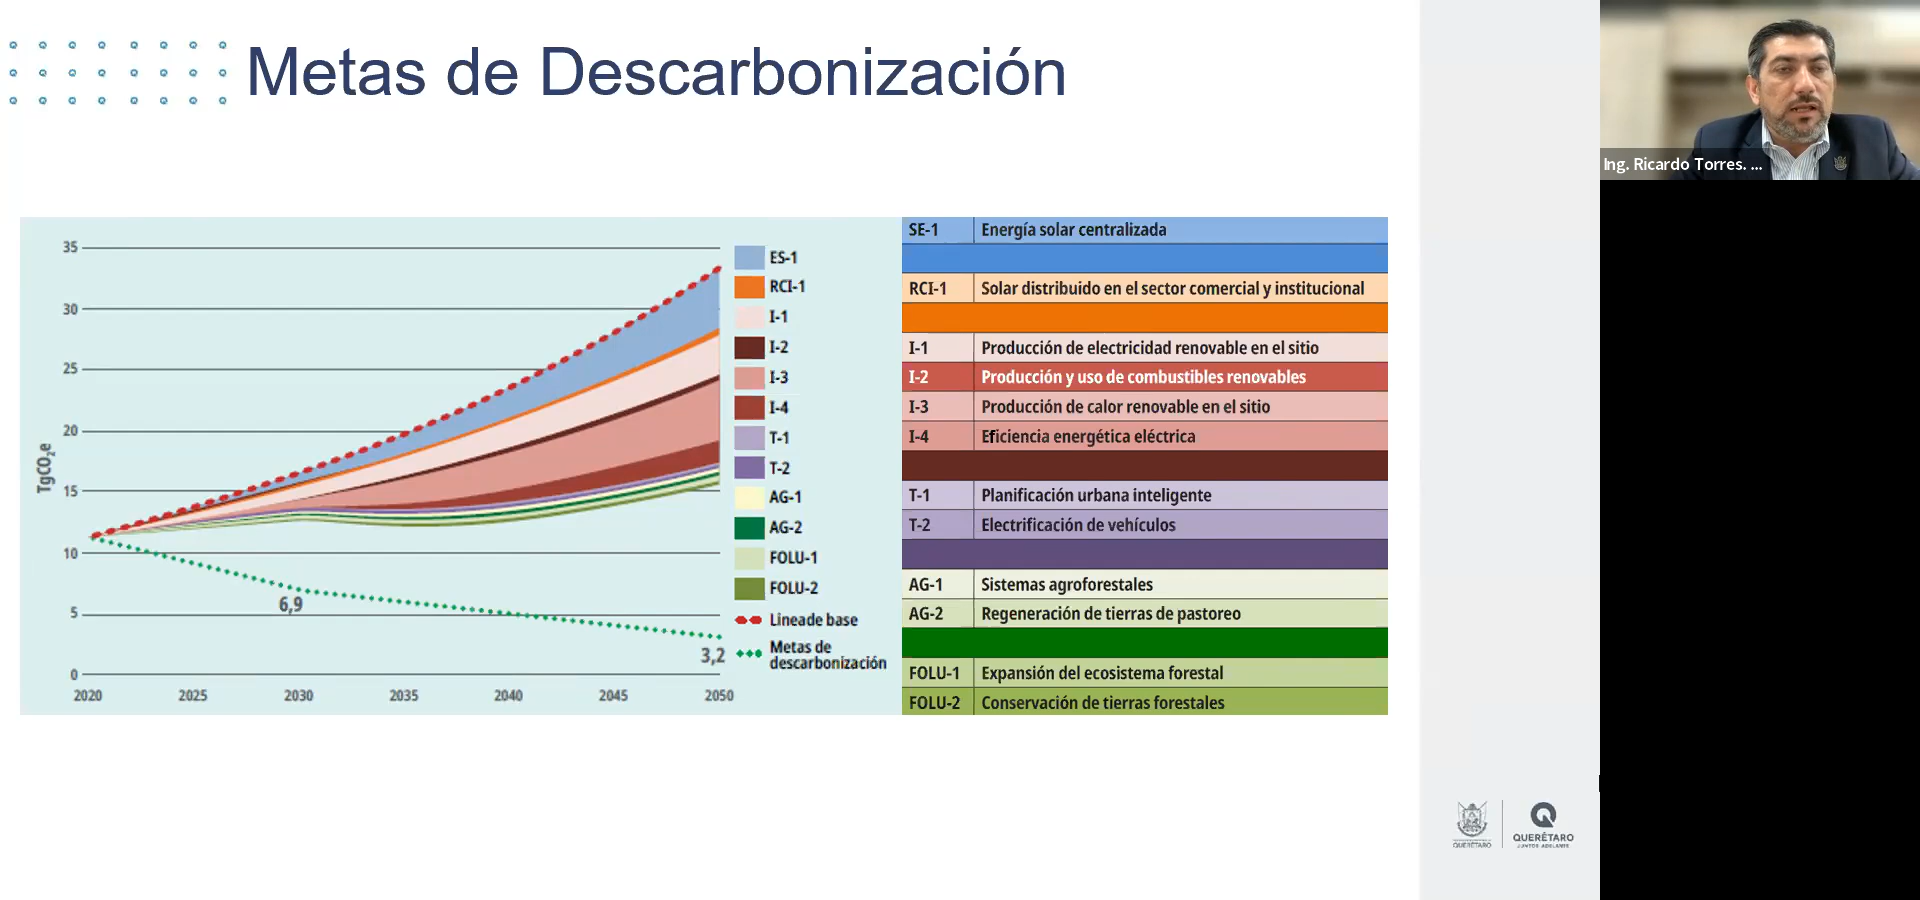 Metas de Descarbonización
Ing. Ricardo Torres. ...
TgCO₂e
35
30
25
20
15
10
5
0
2020
2025
2030
2035
2040
2045
2050
6,9
3,2
ES-1
RCI-1
I-1
I-2
I-3
I-4
T-1
T-2
AG-1
AG-2
FOLU-1
FOLU-2
Lineade base
Metas de
descarbonización
SE-1 Energía solar centralizada
RCI-1 Solar distribuido en el sector comercial y institucional
I-1 Producción de electricidad renovable en el sitio
I-2 Producción y uso de combustibles renovables
I-3 Producción de calor renovable en el sitio
I-4 Eficiencia energética eléctrica
T-1 Planificación urbana inteligente
T-2 Electrificación de vehículos
AG-1 Sistemas agroforestales
AG-2 Regeneración de tierras de pastoreo
FOLU-1 Expansión del ecosistema forestal
FOLU-2 Conservación de tierras forestales
QUERÉTARO
QUERÉTARO
JUNTOS ADELANTE